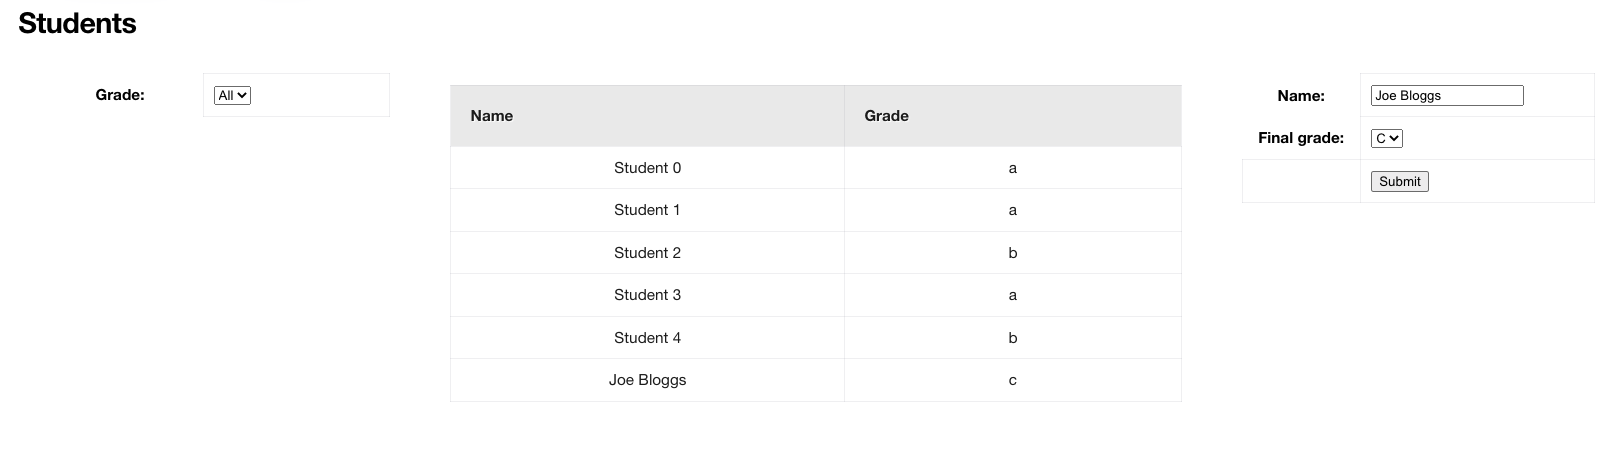 Students
Grade:
All
Name Grade
Student 0 a
Student 1 a
Student 2 b
Student 3 a
Student 4 b
Joe Bloggs c
Name: Joe Bloggs
Final grade: C
Submit